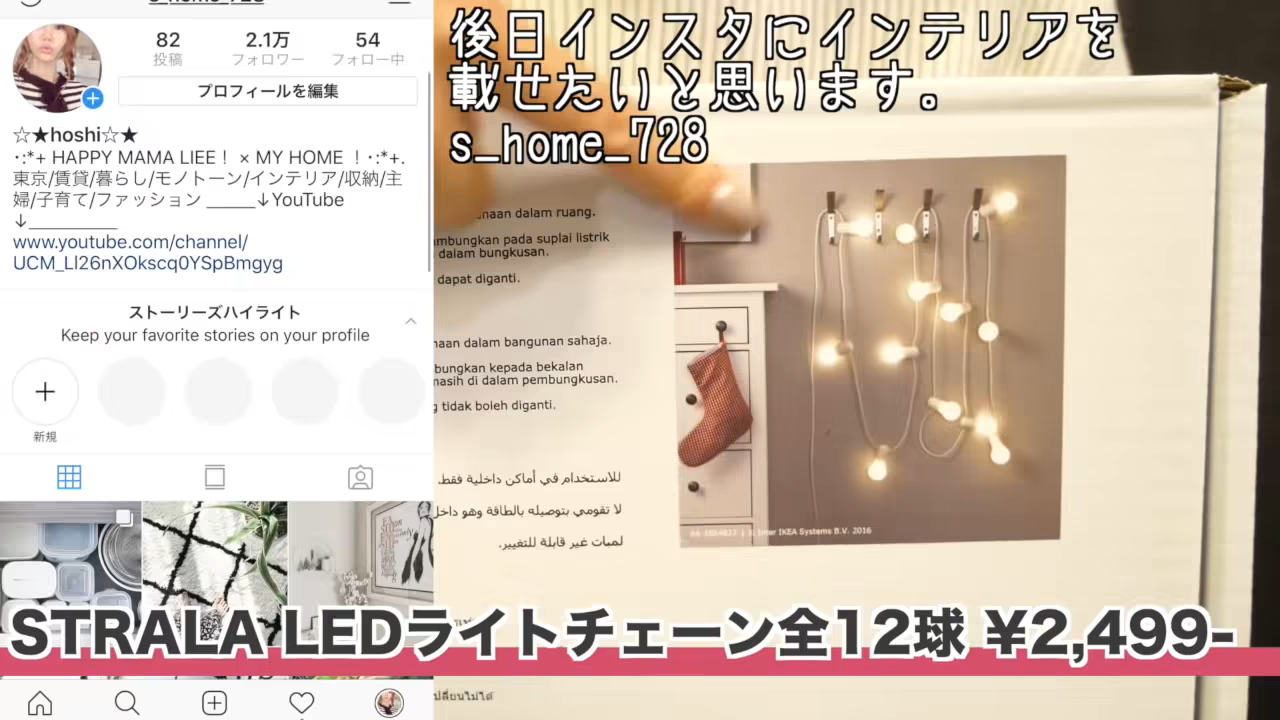 82
2.1万
54
投稿
フォロワー
フォロー中
プロフィールを編集
☆★hoshi☆★
･:*+ HAPPY MAMA LIEE！ × MY HOME ！･:*+.
東京/賃貸/暮らし/モノトーン/インテリア/収納/主
婦/子育て/ファッション ______↓YouTube
↓___________
www.youtube.com/channel/
UCM_LI26nXOkscq0YSpBmgyg
ストーリーズハイライト
Keep your favorite stories on your profile
新規
後日インスタにインテリアを
載せたいと思います。
s_home_728
dalam ruang.
pada suplai listrik
dalam bungkusan.
dapat diganti.
dalam bangunan sahaja.
kepada bekalan
di dalam pembungkusan.
tidak boleh diganti.
للاستخدام في أماكن داخلية فقط.
لا تقومي بتوصيله بالطاقة وهو داخل
لمبات غير قابلة للتغيير.
Inter IKEA Systems B.V. 2016
STRALA LEDライトチェーン全12球 ¥2,499-